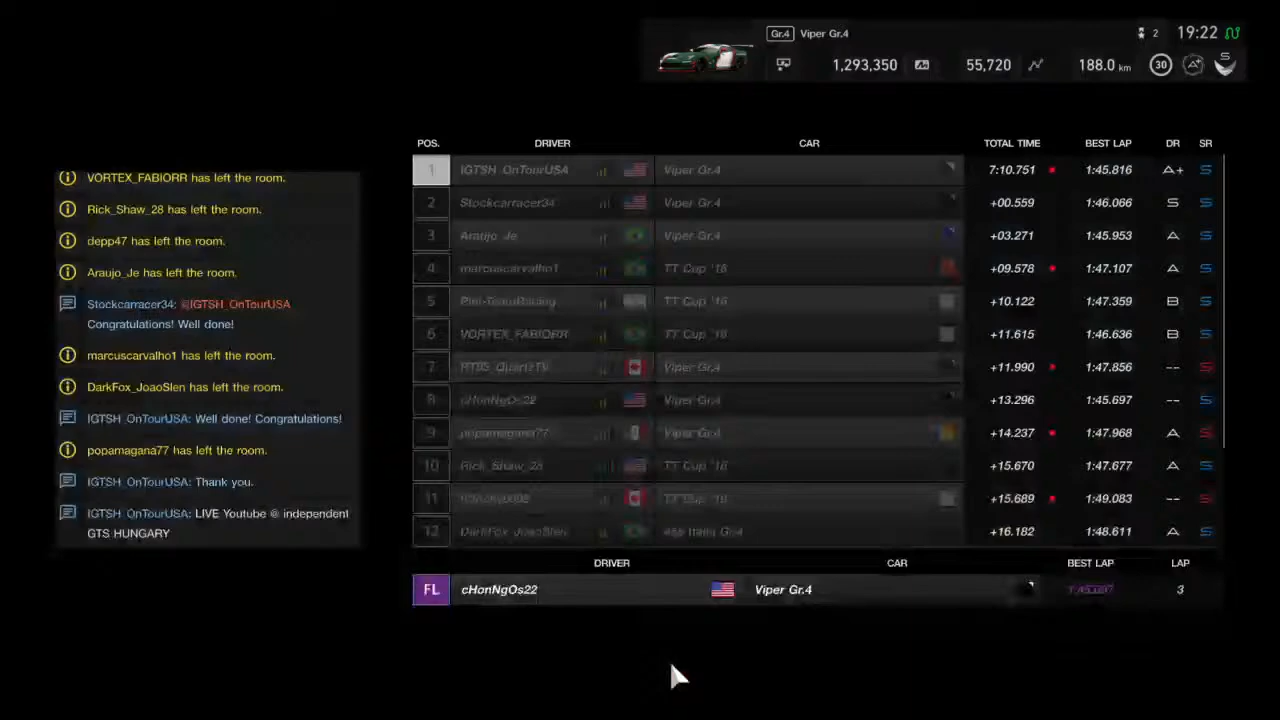 Gr.4 Viper Gr.4 2 19:22
1,293,350 55,720 188.0 km 30 A+ S
POS. DRIVER CAR TOTAL TIME BEST LAP DR SR
1 IGTSH_OnTourUSA Viper Gr.4 7:10.751 1:45.816 A+ S
2 Stockcarracer34 Viper Gr.4 +00.559 1:46.066 S S
3 Araujo_Je Viper Gr.4 +03.271 1:45.953 A S
4 marcuscarvalho1 TT Cup '16 +09.578 1:47.107 A S
5 TT Cup '16 +10.122 1:47.359 B S
6 VORTEX_FABIORR TT Cup '16 +11.615 1:46.636 B S
7 Viper Gr.4 +11.990 1:47.856 -- S
8 cHonNgOs22 Viper Gr.4 +13.296 1:45.697 -- S
9 popamagana77 Viper Gr.4 +14.237 1:47.968 A S
10 Rick_Shaw_28 TT Cup '16 +15.670 1:47.677 A S
11 TT Cup '16 +15.689 1:49.083 -- S
12 DarkFox_JoaoSlen Gr.4 +16.182 1:48.611 A S
DRIVER CAR BEST LAP LAP
FL cHonNgOs22 Viper Gr.4 1:45.697 3
VORTEX_FABIORR has left the room.
Rick_Shaw_28 has left the room.
depp47 has left the room.
Araujo_Je has left the room.
Stockcarracer34: @IGTSH_OnTourUSA
Congratulations! Well done!
marcuscarvalho1 has left the room.
DarkFox_JoaoSlen has left the room.
IGTSH_OnTourUSA: Well done! Congratulations!
popamagana77 has left the room.
IGTSH_OnTourUSA: Thank you.
IGTSH_OnTourUSA: LIVE Youtube @ independent
GTS HUNGARY